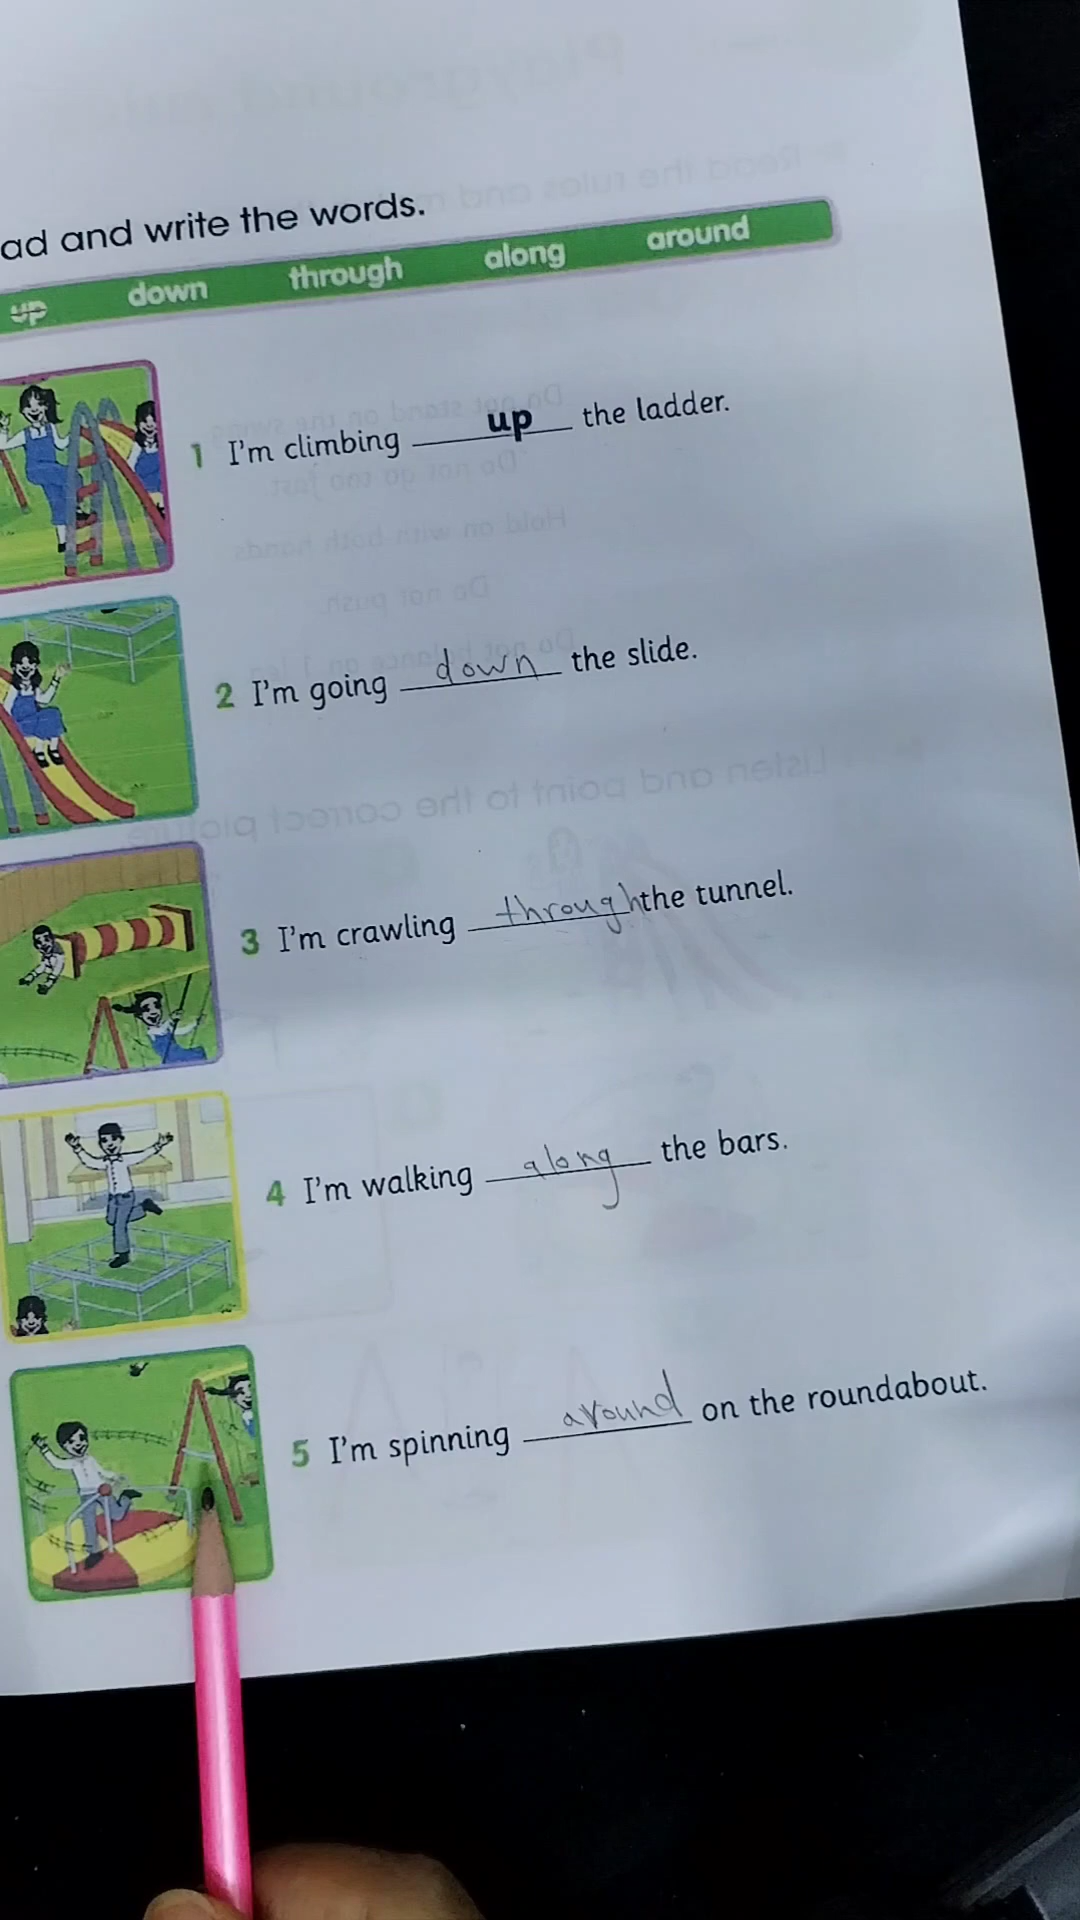 ad and write the words.
up down through along around
1 I'm climbing up the ladder.
2 I'm going down the slide.
3 I'm crawling through the tunnel.
4 I'm walking along the bars.
5 I'm spinning around on the roundabout.